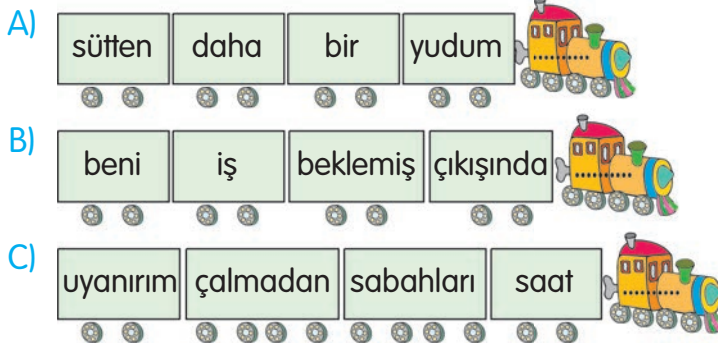 A) sütten daha bir yudum
B) beni iş beklemiş çıkışında
C) uyanırım çalmadan sabahları saat